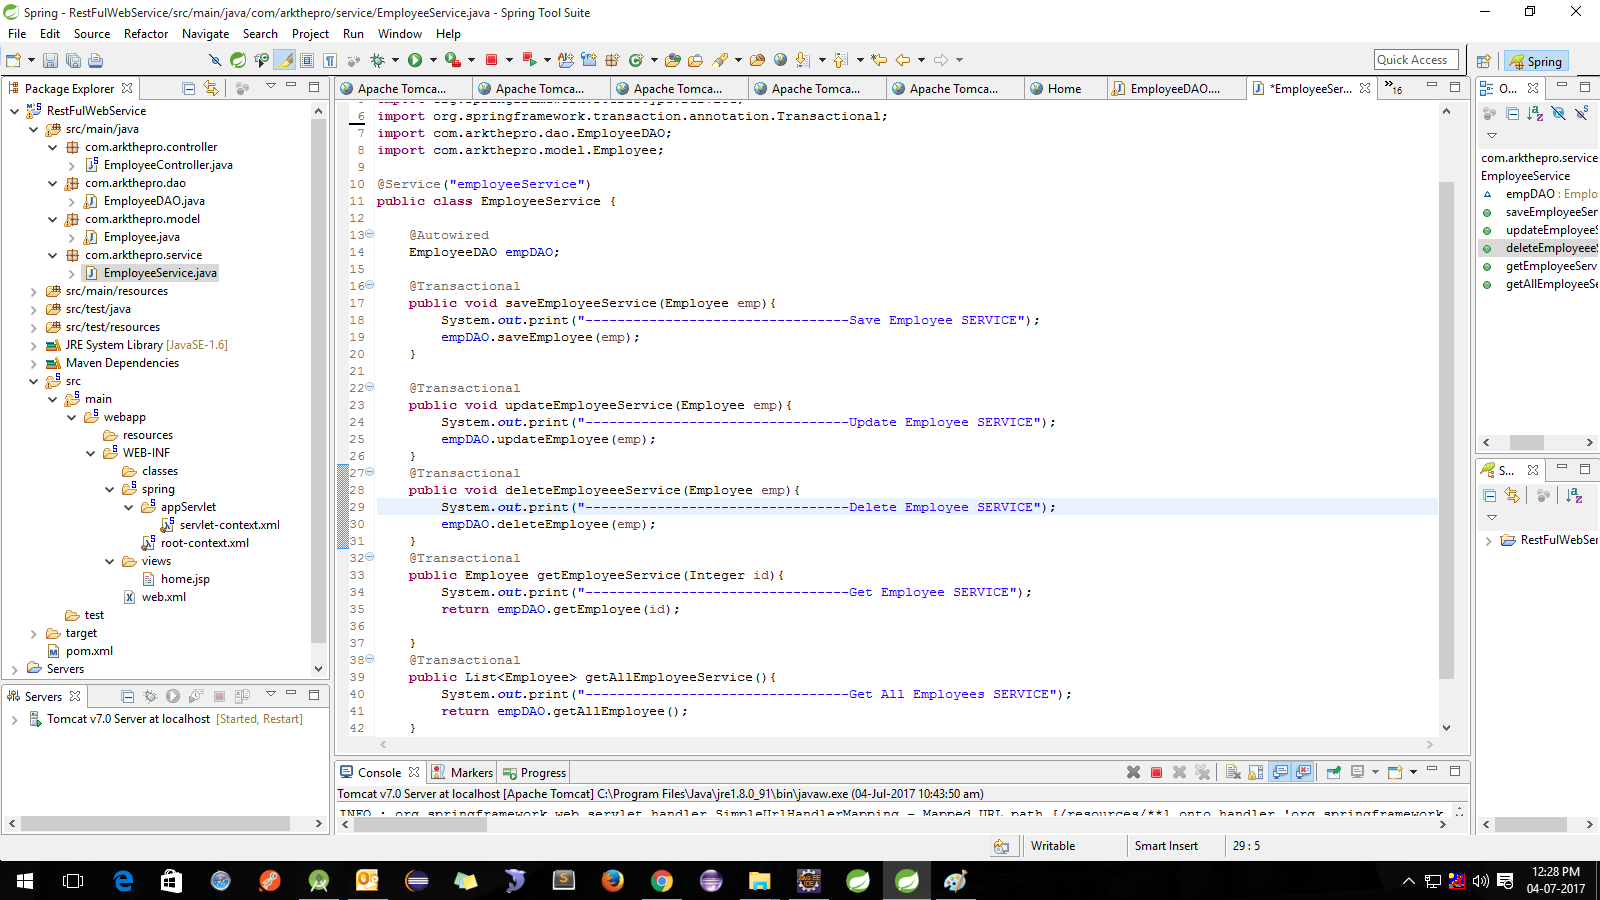 Spring - RestFulWebService/src/main/java/com/arkthepro/service/EmployeeService.java - Spring Tool Suite
File Edit Source Refactor Navigate Search Project Run Window Help
Quick Access
Spring
Package Explorer
RestFulWebService
src/main/java
com.arkthepro.controller
EmployeeController.java
com.arkthepro.dao
EmployeeDAO.java
com.arkthepro.model
Employee.java
com.arkthepro.service
EmployeeService.java
src/main/resources
src/test/java
src/test/resources
JRE System Library [JavaSE-1.6]
Maven Dependencies
src
main
webapp
resources
WEB-INF
classes
spring
appServlet
servlet-context.xml
root-context.xml
views
home.jsp
web.xml
test
target
pom.xml
Servers
Servers
Tomcat v7.0 Server at localhost [Started, Restart]
Apache Tomca... Apache Tomca... Apache Tomca... Apache Tomca... Apache Tomca... Home EmployeeDAO.... *EmployeeSer... 16
6 import org.springframework.transaction.annotation.Transactional;
7 import com.arkthepro.dao.EmployeeDAO;
8 import com.arkthepro.model.Employee;
9
10 @Service("employeeService")
11 public class EmployeeService {
12
13 @Autowired
14 EmployeeDAO empDAO;
15
16 @Transactional
17 public void saveEmployeeService(Employee emp){
18 System.out.print("---------------------------------Save Employee SERVICE");
19 empDAO.saveEmployee(emp);
20 }
21
22 @Transactional
23 public void updateEmployeeService(Employee emp){
24 System.out.print("---------------------------------Update Employee SERVICE");
25 empDAO.updateEmployee(emp);
26 }
27 @Transactional
28 public void deleteEmployeeeService(Employee emp){
29 System.out.print("---------------------------------Delete Employee SERVICE");
30 empDAO.deleteEmployee(emp);
31 }
32 @Transactional
33 public Employee getEmployeeService(Integer id){
34 System.out.print("---------------------------------Get Employee SERVICE");
35 return empDAO.getEmployee(id);
36
37 }
38 @Transactional
39 public List<Employee> getAllEmployeeService(){
40 System.out.print("---------------------------------Get All Employees SERVICE");
41 return empDAO.getAllEmployee();
42 }
O...
com.arkthepro.service
EmployeeService
empDAO : Emplo
saveEmployeeSer
updateEmployeeS
deleteEmployeeeS
getEmployeeServ
getAllEmployeeSe
S...
RestFulWebSer
Console Markers Progress
Tomcat v7.0 Server at localhost [Apache Tomcat] C:\Program Files\Java\jre1.8.0_91\bin\javaw.exe (04-Jul-2017 10:43:50 am)
INFO : org.springframework.web.servlet.handler.SimpleUrlHandlerMapping - Mapped URL path [/resources/**] onto handler 'org.springframework
Writable Smart Insert 29 : 5
12:28 PM
04-07-2017